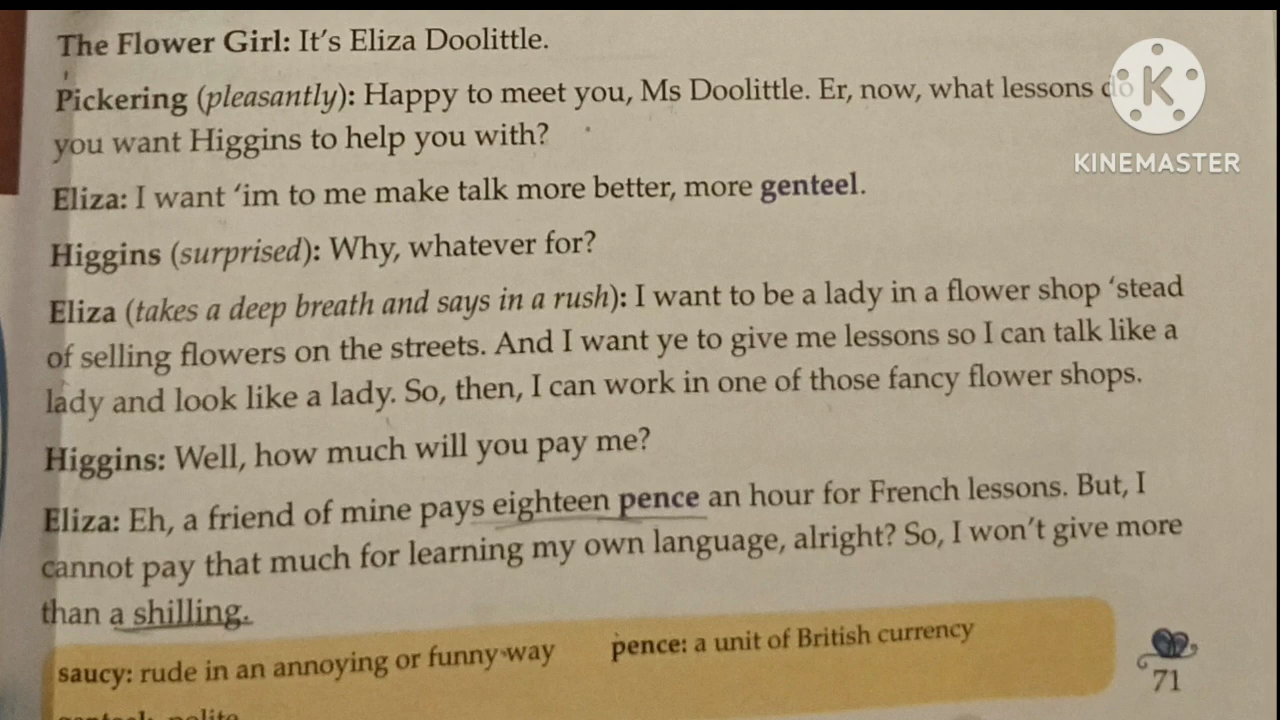 The Flower Girl: It's Eliza Doolittle.
Pickering (pleasantly): Happy to meet you, Ms Doolittle. Er, now, what lessons do
you want Higgins to help you with?
Eliza: I want 'im to me make talk more better, more genteel.
Higgins (surprised): Why, whatever for?
Eliza (takes a deep breath and says in a rush): I want to be a lady in a flower shop 'stead
of selling flowers on the streets. And I want ye to give me lessons so I can talk like a
lady and look like a lady. So, then, I can work in one of those fancy flower shops.
Higgins: Well, how much will you pay me?
Eliza: Eh, a friend of mine pays eighteen pence an hour for French lessons. But, I
cannot pay that much for learning my own language, alright? So, I won't give more
than a shilling.
saucy: rude in an annoying or funny way
pence: a unit of British currency
genteel: polite
71
K
KINEMASTER